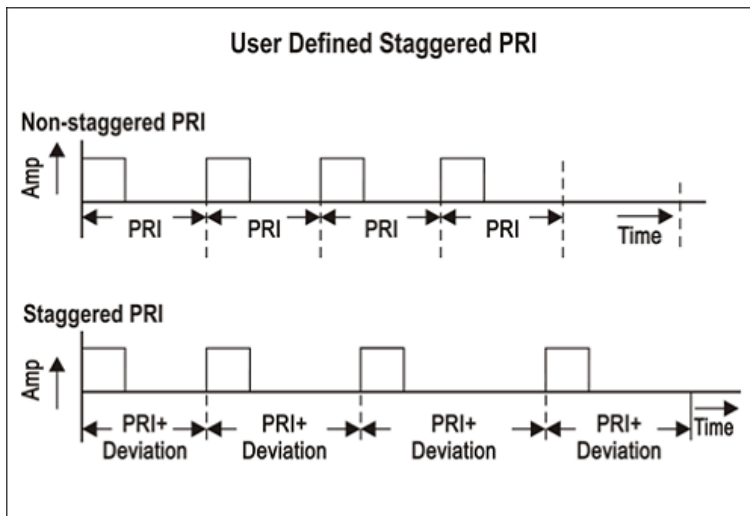 User Defined Staggered PRI
Non-staggered PRI
Amp
PRI
PRI
PRI
PRI
Time
Staggered PRI
Amp
PRI+
Deviation
PRI+
Deviation
PRI+
Deviation
PRI+
Deviation
Time